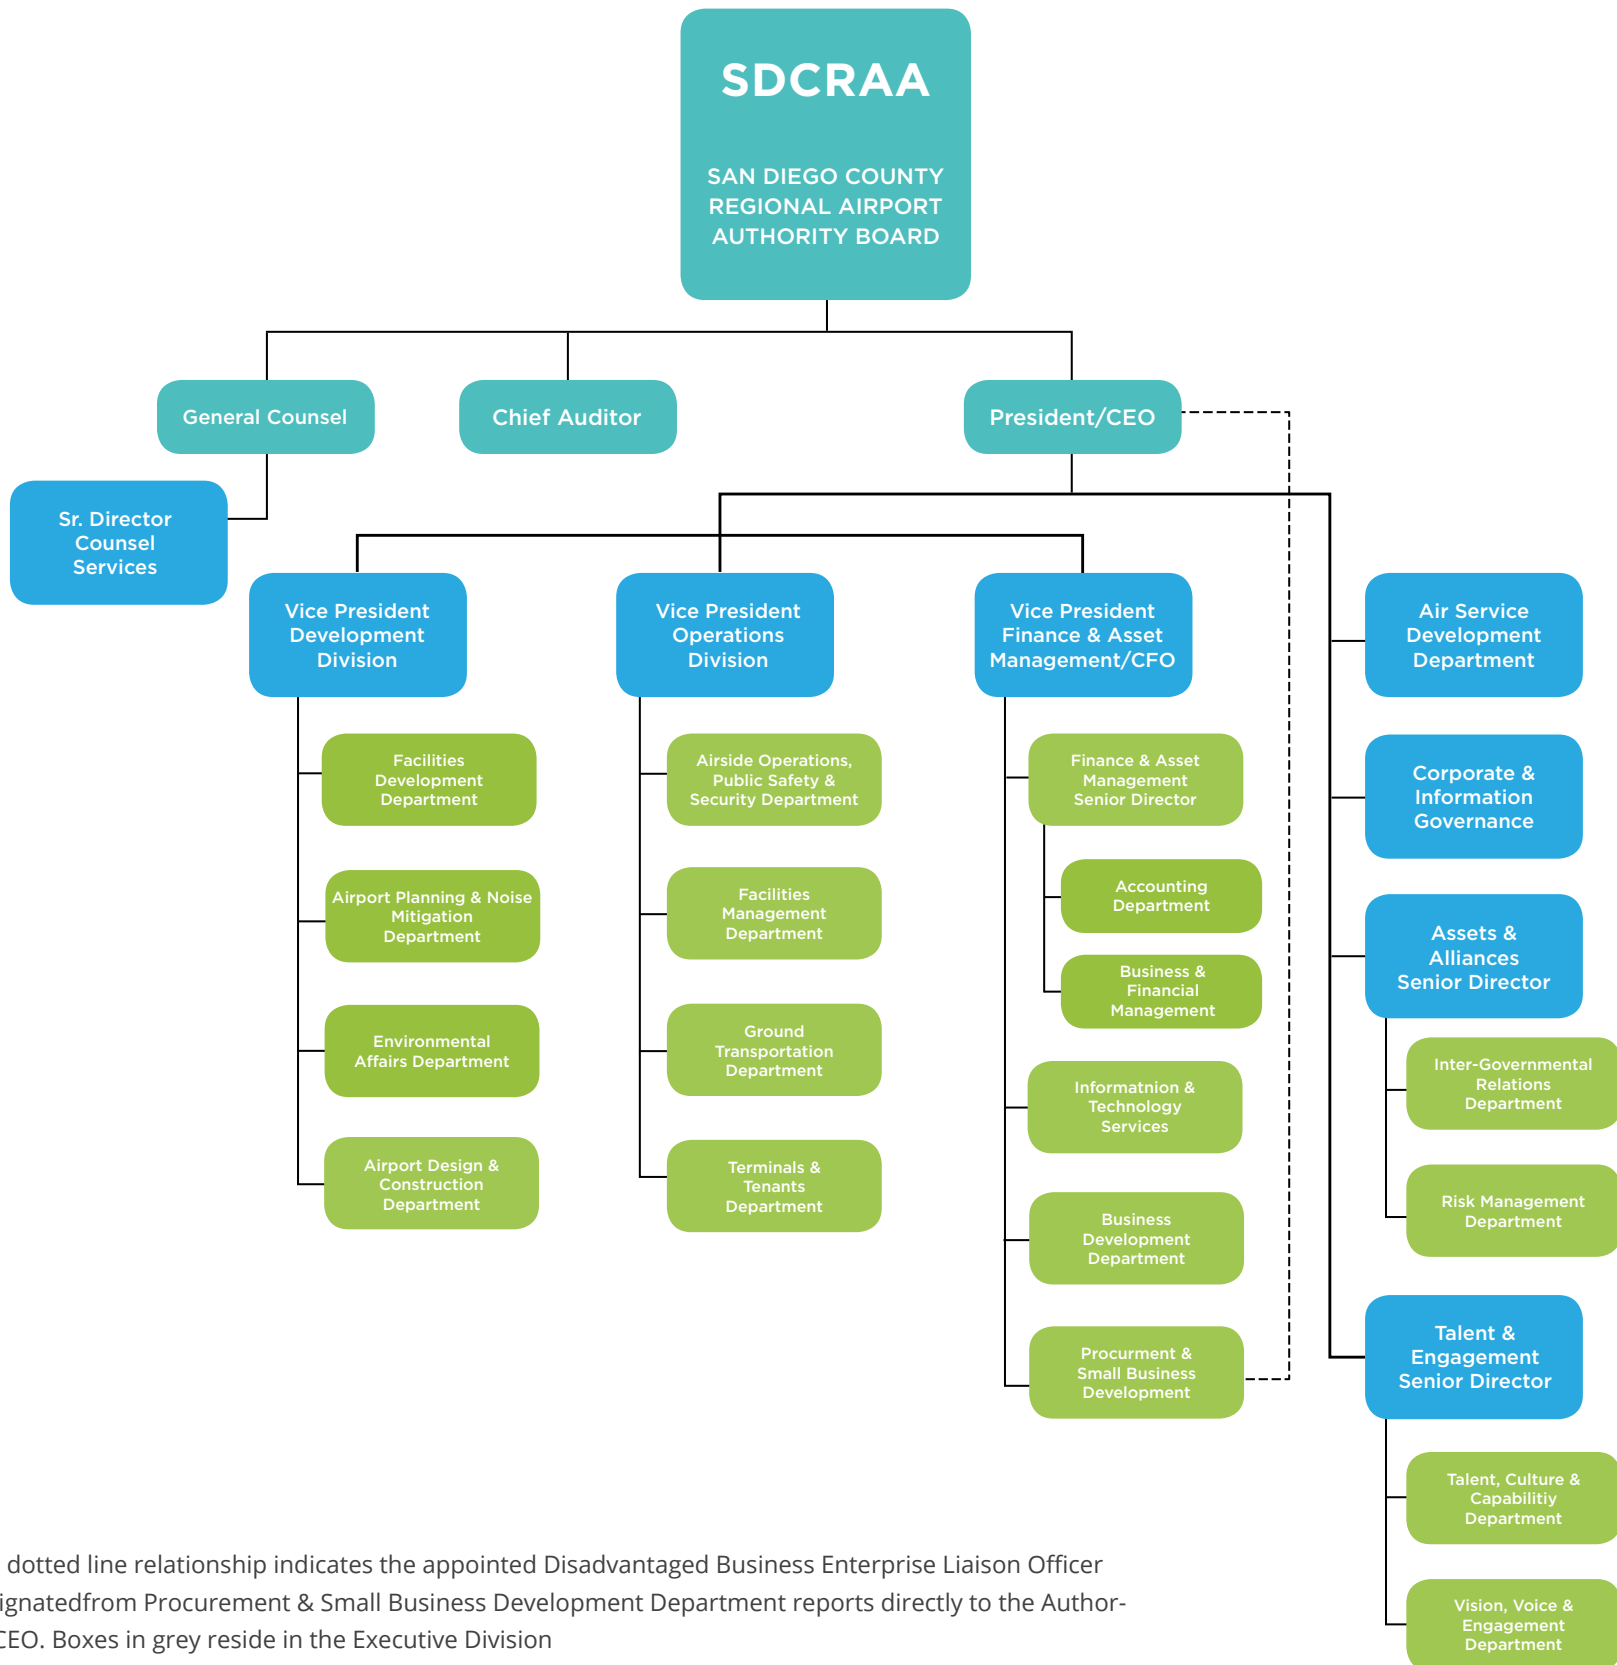 SDCRAA
SAN DIEGO COUNTY
REGIONAL AIRPORT
AUTHORITY BOARD
General Counsel
Chief Auditor
President/CEO
Sr. Director
Counsel
Services
Vice President
Development
Division
Vice President
Operations
Division
Vice President
Finance & Asset
Management/CFO
Air Service
Development
Department
Facilities
Development
Department
Airport Planning & Noise
Mitigation
Department
Environmental
Affairs Department
Airport Design &
Construction
Department
Airside Operations,
Public Safety &
Security Department
Facilities
Management
Department
Ground
Transportation
Department
Terminals &
Tenants
Department
Finance & Asset
Management
Senior Director
Accounting
Department
Business &
Financial
Management
Informatnion &
Technology
Services
Business
Development
Department
Procurment &
Small Business
Development
Corporate &
Information
Governance
Assets &
Alliances
Senior Director
Inter-Governmental
Relations
Department
Risk Management
Department
Talent &
Engagement
Senior Director
Talent, Culture &
Capabilitiy
Department
Vision, Voice &
Engagement
Department
dotted line relationship indicates the appointed Disadvantaged Business Enterprise Liaison Officer
ignatedfrom Procurement & Small Business Development Department reports directly to the Author-
CEO. Boxes in grey reside in the Executive Division